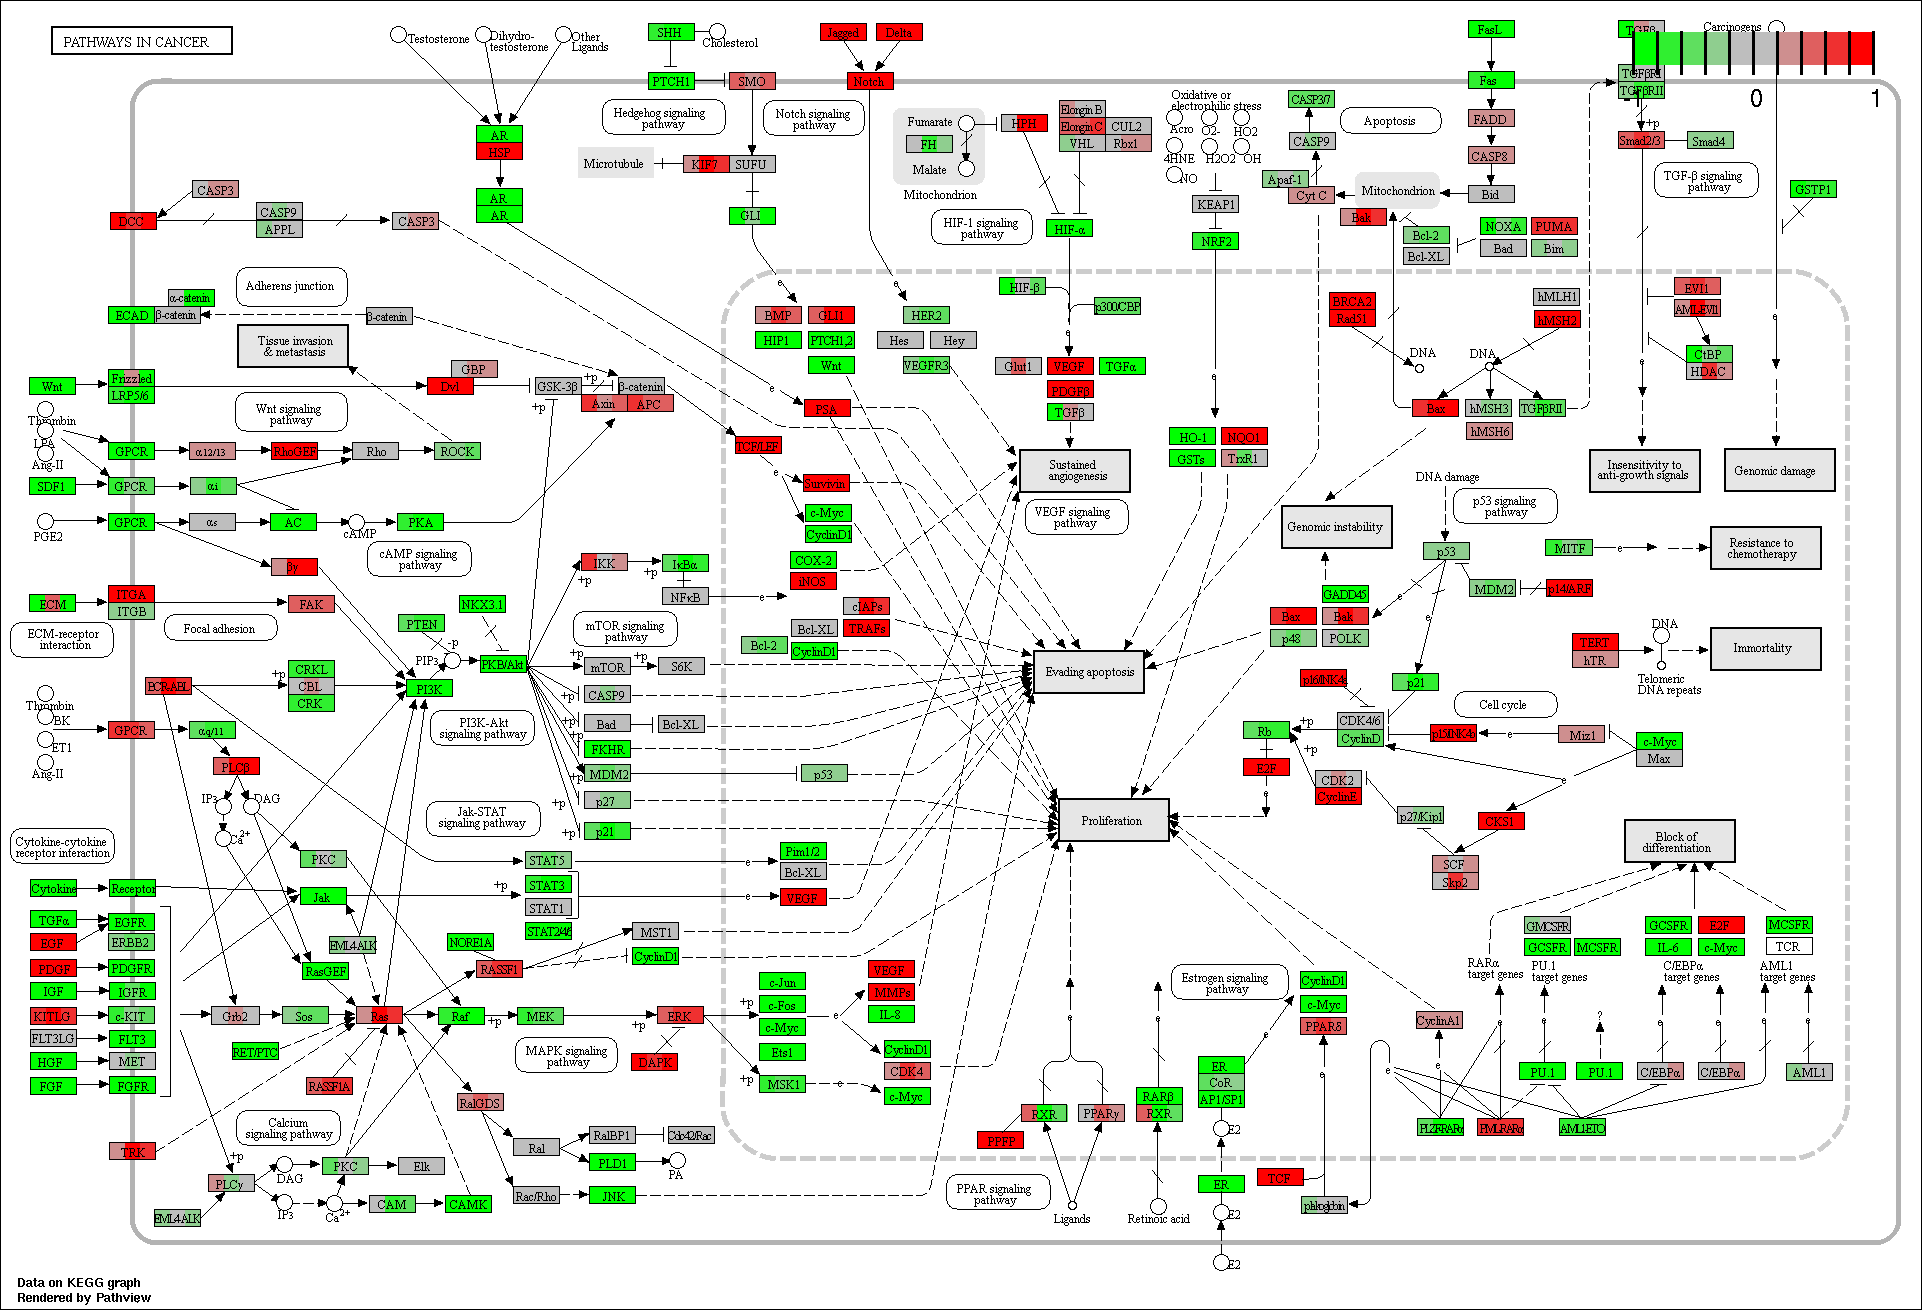 PATHWAYS IN CANCER
Testosterone
Dihydro-
testosterone
Other
Ligands
SHH
Cholesterol
Jagged
Delta
FasL
Carcinogens
PTCH1
SMO
Notch
Fas
TGFβRI
TGFβRII
-1
0
1
Hedgehog signaling
pathway
Notch signaling
pathway
Fumarate
FH
Malate
Mitochondrion
HPH
Elongin B
Elongin C
CUL2
VHL
Rbx1
Oxidative or
electrophilic stress
Acro
O2-
HO2
4HNE
H2O2
OH
NO
CASP3/7
CASP9
Apoptosis
FADD
CASP8
+p
Smad2/3
Smad4
TGF-β signaling
pathway
AR
HSP
AR
AR
Microtubule
KIF7
SUFU
GLI
HIF-1 signaling
pathway
HIF-α
KEAP1
NRF2
Apaf-1
Cyt C
Mitochondrion
Bid
Bak
Bcl-2
Bcl-XL
NOXA
PUMA
Bad
Bim
GSTP1
CASP3
DCC
CASP9
APPL
CASP3
Adherens junction
α-catenin
ECAD
β-catenin
β-catenin
Tissue invasion
& metastasis
e
e
BMP
GLI1
HIP1
PTCH1,2
Wnt
HER2
Hes
Hey
VEGFR3
HIF-β
p300/CBP
e
Glut1
VEGF
TGFα
PDGFβ
TGFβ
e
BRCA2
Rad51
hMLH1
hMSH2
DNA
DNA
Bax
hMSH3
TGFβRII
hMSH6
EVI1
AML-EVI1
CtBP
HDAC
e
e
Wnt
Frizzled
LRP5/6
GBP
Dvl
GSK-3β
+p
β-catenin
+p
Axin
APC
Wnt signaling
pathway
Thrombin
LPA
Ang-II
GPCR
α12/13
RhoGEF
Rho
ROCK
SDF1
GPCR
αi
PGE2
GPCR
αs
AC
cAMP
PKA
cAMP signaling
pathway
TCF/LEF
e
e
PSA
Survivin
c-Myc
CyclinD1
Sustained
angiogenesis
VEGF signaling
pathway
HO-1
NQO1
GSTs
TrxR1
Insensitivity to
anti-growth signals
Genomic damage
DNA damage
p53 signaling
pathway
Genomic instability
p53
MITF
e
Resistance to
chemotherapy
ECM
ITGA
ITGB
FAK
ECM-receptor
interaction
Focal adhesion
NKX3.1
PTEN
-p
PIP3
PKB/Akt
IKK
+p
+p
IκBα
NFκB
e
COX-2
iNOS
mTOR signaling
pathway
cIAPs
Bcl-XL
TRAFs
Bcl-2
CyclinD1
GADD45
Bax
Bak
p48
POLK
MDM2
p14/ARF
e
e
TERT
hTR
DNA
Telomeric
DNA repeats
Immortality
BCR-ABL
+p
CRKL
CBL
CRK
PI3K
+p
mTOR
+p
S6K
+p
CASP9
+p
Bad
Bcl-XL
FKHR
MDM2
p53
+p
p27
p21
+p
Evading apoptosis
Thrombin
BK
ET1
Ang-II
GPCR
αq/11
PLCβ
IP3
DAG
Ca2+
PI3K-Akt
signaling pathway
Jak-STAT
signaling pathway
p21
Cell cycle
Rb
+p
CDK4/6
CyclinD
p15/INK4b
e
Miz1
c-Myc
Max
E2F
e
+p
CDK2
CyclinE
e
p27/Kip1
CKS1
SCF
Skp2
Proliferation
Block of
differentiation
Cytokine-cytokine
receptor interaction
PKC
Cytokine
Receptor
Jak
+p
STAT5
STAT3
STAT1
e
e
Pim1/2
Bcl-XL
VEGF
TGFα
EGFR
EGF
ERBB2
PDGF
PDGFR
IGF
IGFR
KITLG
c-KIT
FLT3LG
FLT3
HGF
MET
FGF
FGFR
EML4-ALK
RasGEF
NORE1A
RASSF1
MST1
CyclinD1
Grb2
Sos
Ras
Raf
+p
MEK
+p
ERK
DAPK
RET/PTC
RASSF1A
MAPK signaling
pathway
+p
+p
c-Jun
c-Fos
c-Myc
Ets1
MSK1
e
e
VEGF
MMPs
IL-8
CyclinD1
CDK4
c-Myc
Estrogen signaling
pathway
CyclinD1
c-Myc
PPARδ
e
e
GMCSFR
GCSFR
MCSFR
GCSFR
E2F
IL-6
c-Myc
MCSFR
TCR
RARα
target genes
PU.1
target genes
C/EBPα
target genes
AML1
target genes
CyclinA1
e
e
e
e
e
e
?
PU.1
PU.1
C/EBPα
C/EBPα
AML1
PLZF-RARα
PML-RARα
AML1-ETO
TRK
+p
Calcium
signaling pathway
PLCγ
DAG
IP3
PKC
Elk
Ca2+
CAM
CAMK
EML4-ALK
RalGDS
Ral
RalBP1
Cdc42/Rac
PLD1
PA
Rac/Rho
JNK
RXR
PPARγ
PPFP
PPAR signaling
pathway
Ligands
RARβ
RXR
Retinoic acid
ER
CoR
AP1/SP1
E2
ER
E2
E2
TCF
Data on KEGG graph
Rendered by Pathview